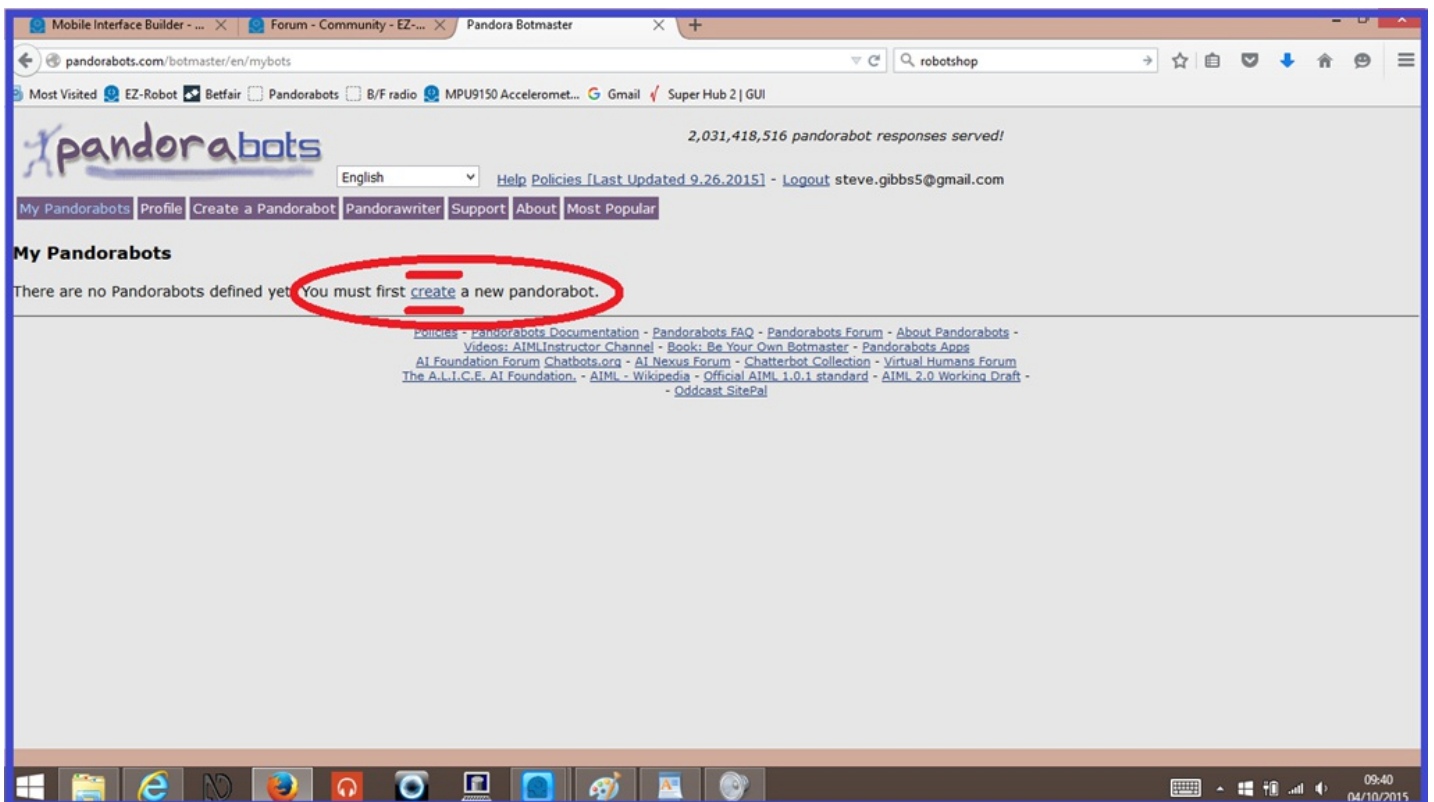 Mobile Interface Builder - ...
Forum - Community - EZ-...
Pandora Botmaster
pandorabots.com/botmaster/en/mybots
robotshop
Most Visited EZ-Robot Betfair Pandorabots B/F radio MPU9150 Acceleromet... Gmail Super Hub 2 | GUI
pandorabots
2,031,418,516 pandorabot responses served!
English
Help Policies [Last Updated 9.26.2015] - Logout steve.gibbs5@gmail.com
My Pandorabots Profile Create a Pandorabot Pandorawriter Support About Most Popular
My Pandorabots
There are no Pandorabots defined yet. You must first create a new pandorabot.
Policies - Pandorabots Documentation - Pandorabots FAQ - Pandorabots Forum - About Pandorabots -
Videos: AIMLInstructor Channel - Book: Be Your Own Botmaster - Pandorabots Apps
AI Foundation Forum Chatbots.org - AI Nexus Forum - Chatterbot Collection - Virtual Humans Forum
The A.L.I.C.E. AI Foundation. - AIML - Wikipedia - Official AIML 1.0.1 standard - AIML 2.0 Working Draft -
- Oddcast SitePal
09:40
04/10/2015